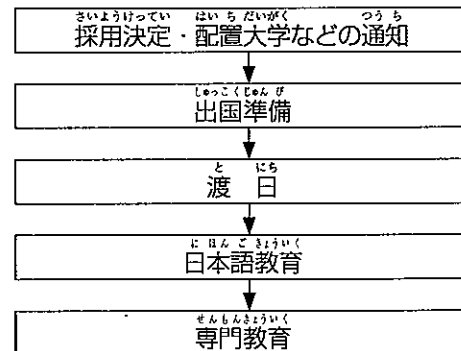 さいようけってい はいちだいがく つうち
採用決定・配置大学などの通知
しゅっこくじゅんび
出国準備
と にち
渡 日
にほんごきょういく
日本語教育
せんもんきょういく
専門教育